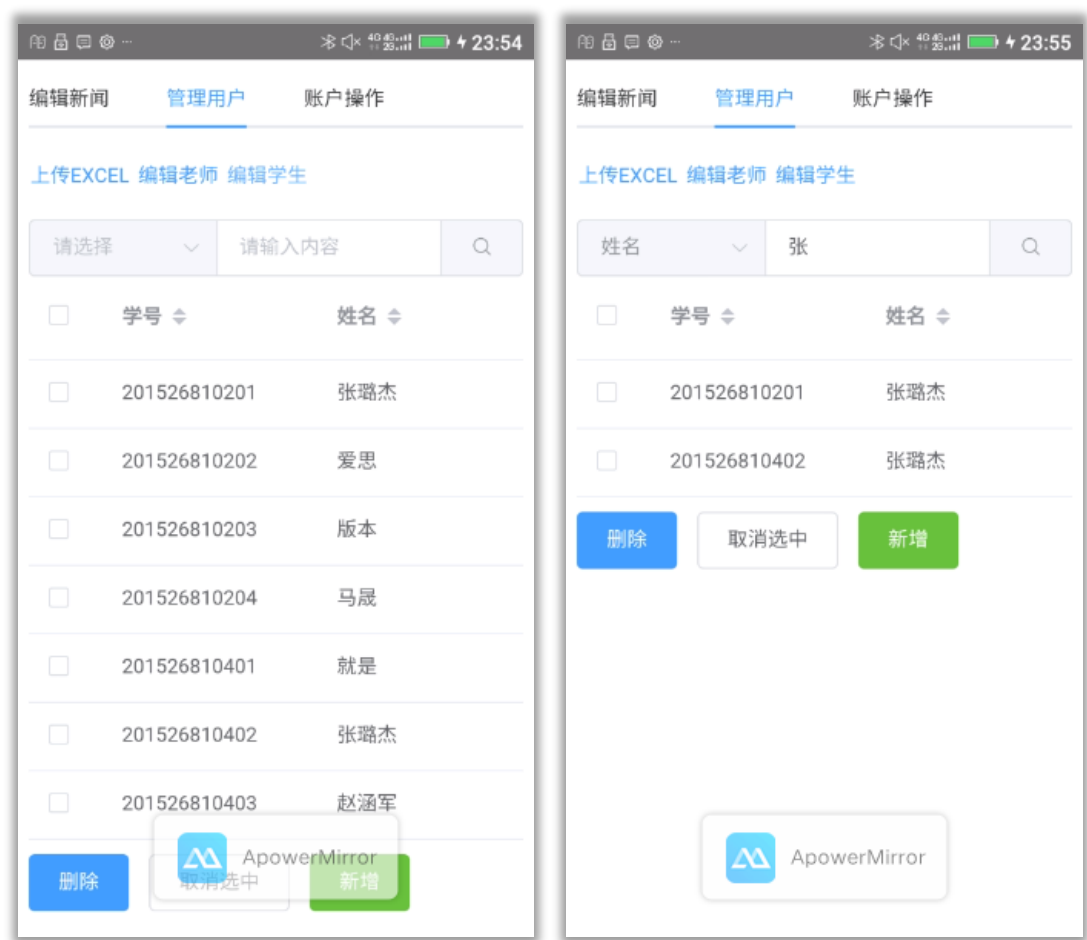 23:54
编辑新闻 管理用户 账户操作
上传EXCEL 编辑老师 编辑学生
请选择 请输入内容
学号 姓名
201526810201 张璐杰
201526810202 爱思
201526810203 版本
201526810204 马晟
201526810401 就是
201526810402 张璐杰
201526810403 赵涵军
ApowerMirror
删除 取消选中 新增
23:55
编辑新闻 管理用户 账户操作
上传EXCEL 编辑老师 编辑学生
姓名 张
学号 姓名
201526810201 张璐杰
201526810402 张璐杰
删除 取消选中 新增
ApowerMirror